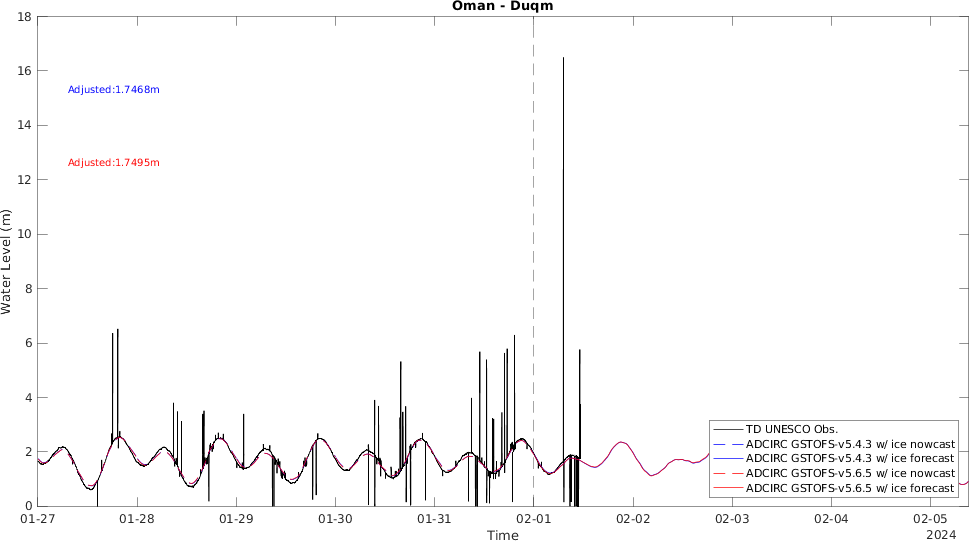 Oman - Duqm
18
16
14
12
10
8
6
4
2
0
Water Level (m)
Adjusted:1.7468m
Adjusted:1.7495m
TD UNESCO Obs.
ADCIRC GSTOFS-v5.4.3 w/ ice nowcast
ADCIRC GSTOFS-v5.4.3 w/ ice forecast
ADCIRC GSTOFS-v5.6.5 w/ ice nowcast
ADCIRC GSTOFS-v5.6.5 w/ ice forecast
01-27 01-28 01-29 01-30 01-31 02-01 02-02 02-03 02-04 02-05
Time
2024